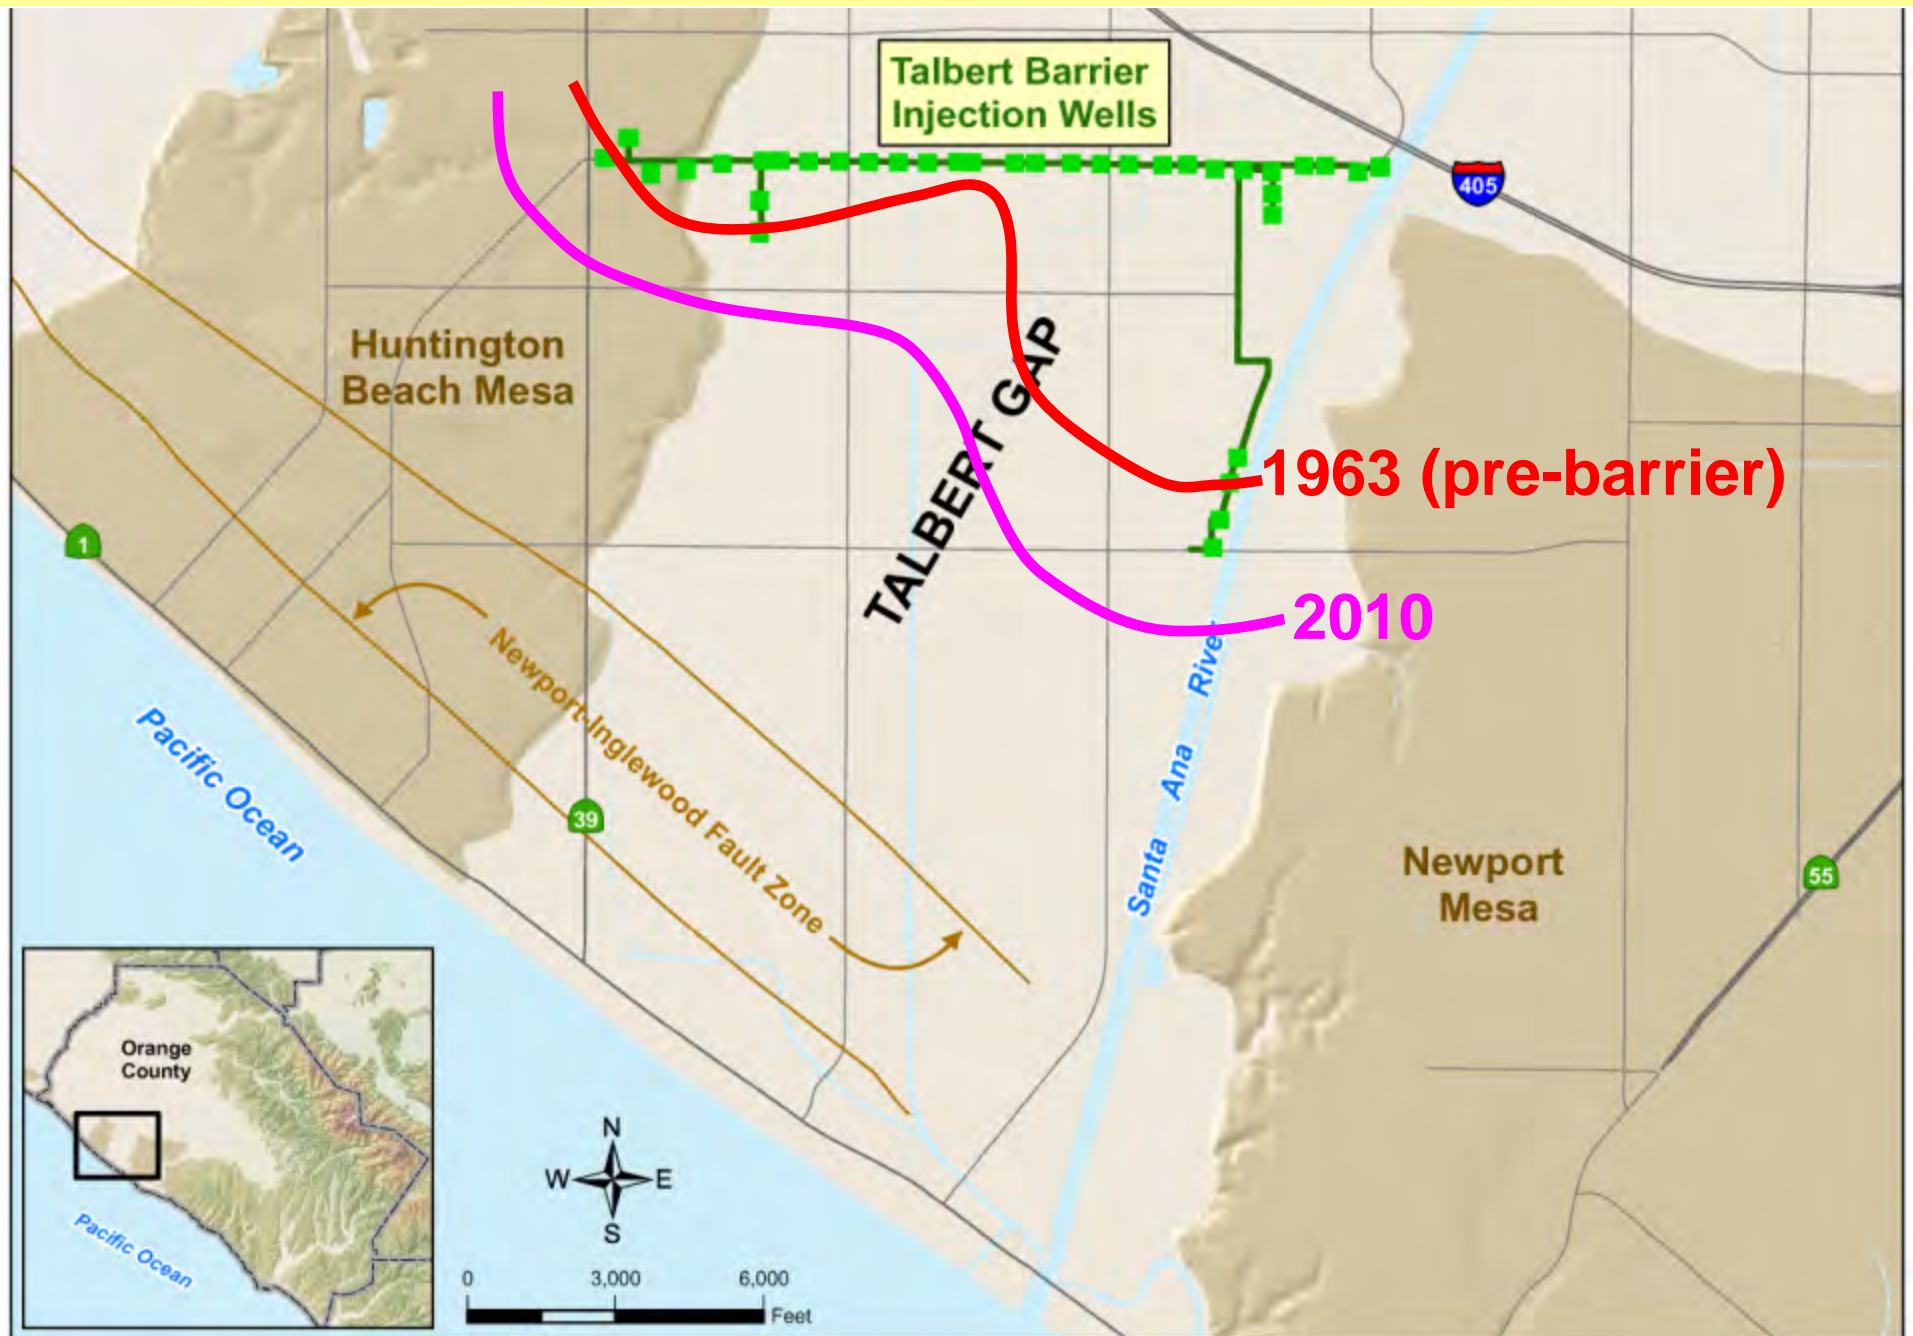 Talbert Barrier
Injection Wells
405
Huntington
Beach Mesa
TALBERT GAP
1963 (pre-barrier)
1
2010
Newport-Inglewood Fault Zone
Santa Ana River
Pacific Ocean
39
Newport
Mesa
55
Orange
County
Pacific Ocean
N
W
E
S
0
3,000
6,000
Feet